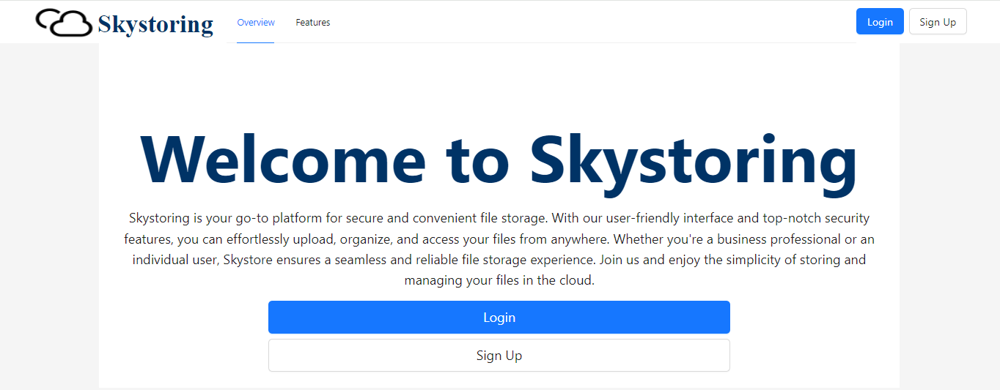 Skystoring Overview Features Login Sign Up
Welcome to Skystoring
Skystoring is your go-to platform for secure and convenient file storage. With our user-friendly interface and top-notch security
features, you can effortlessly upload, organize, and access your files from anywhere. Whether you're a business professional or an
individual user, Skystore ensures a seamless and reliable file storage experience. Join us and enjoy the simplicity of storing and
managing your files in the cloud.
Login
Sign Up